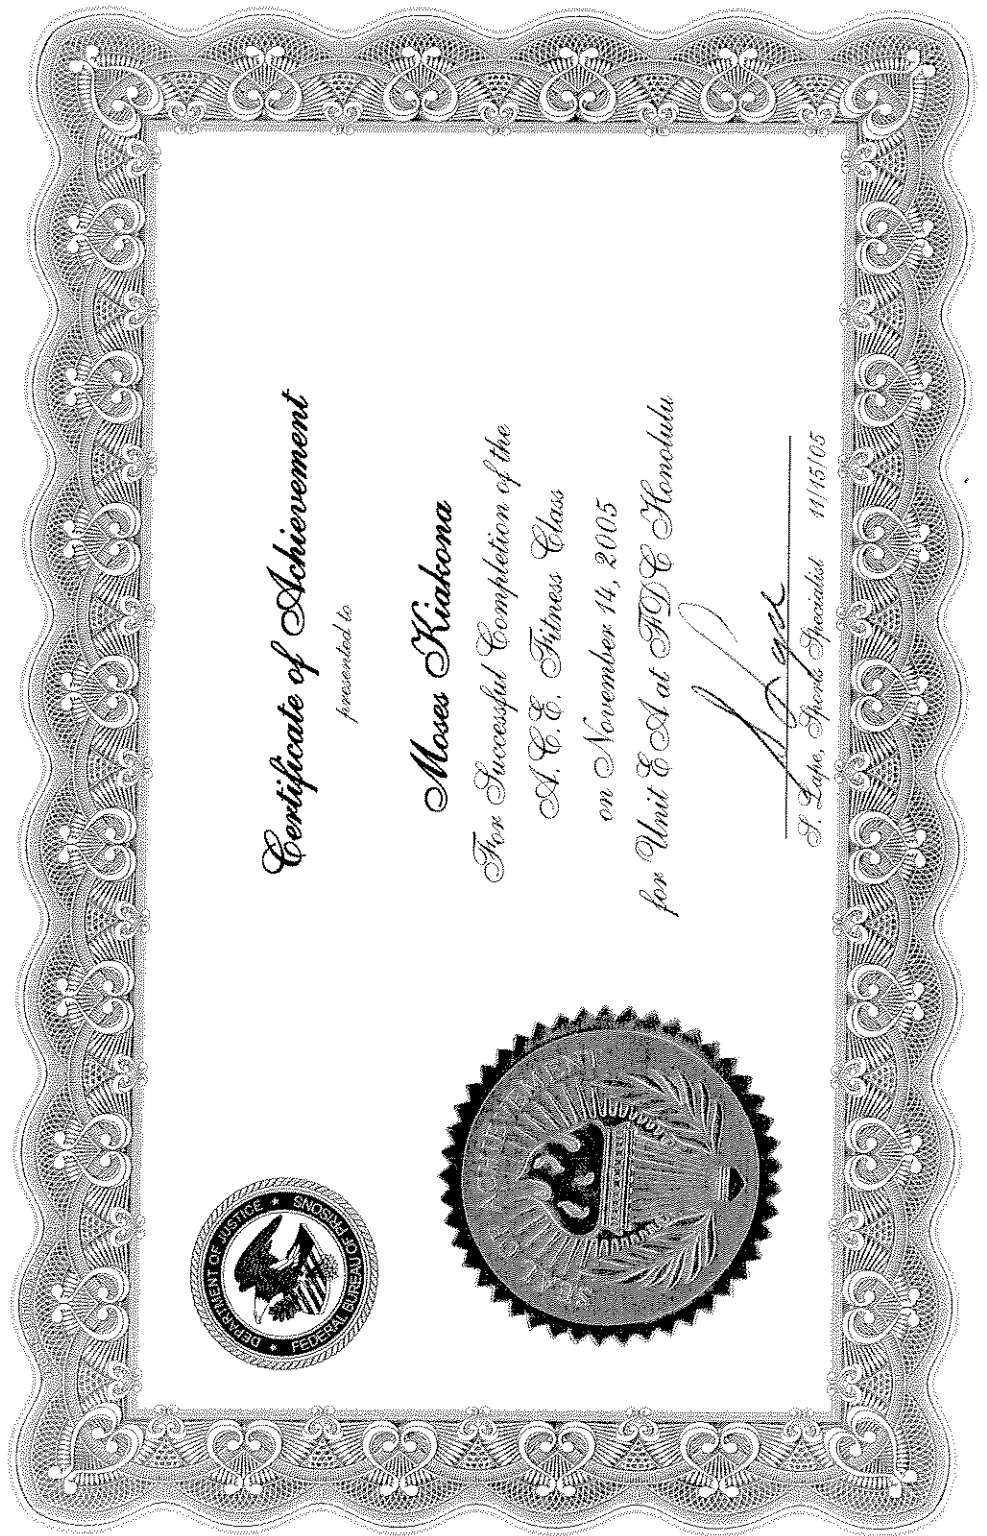 Certificate of Achievement
presented to
Moses Kiakona
For Successful Completion of the
A.C.E. Fitness Class
on November 14, 2005
for Unit E A at FDC Honolulu
S. Lape, Sports Specialist 11/15/05
DEPARTMENT OF JUSTICE
FEDERAL BUREAU OF PRISONS
ACHIEVEMENT